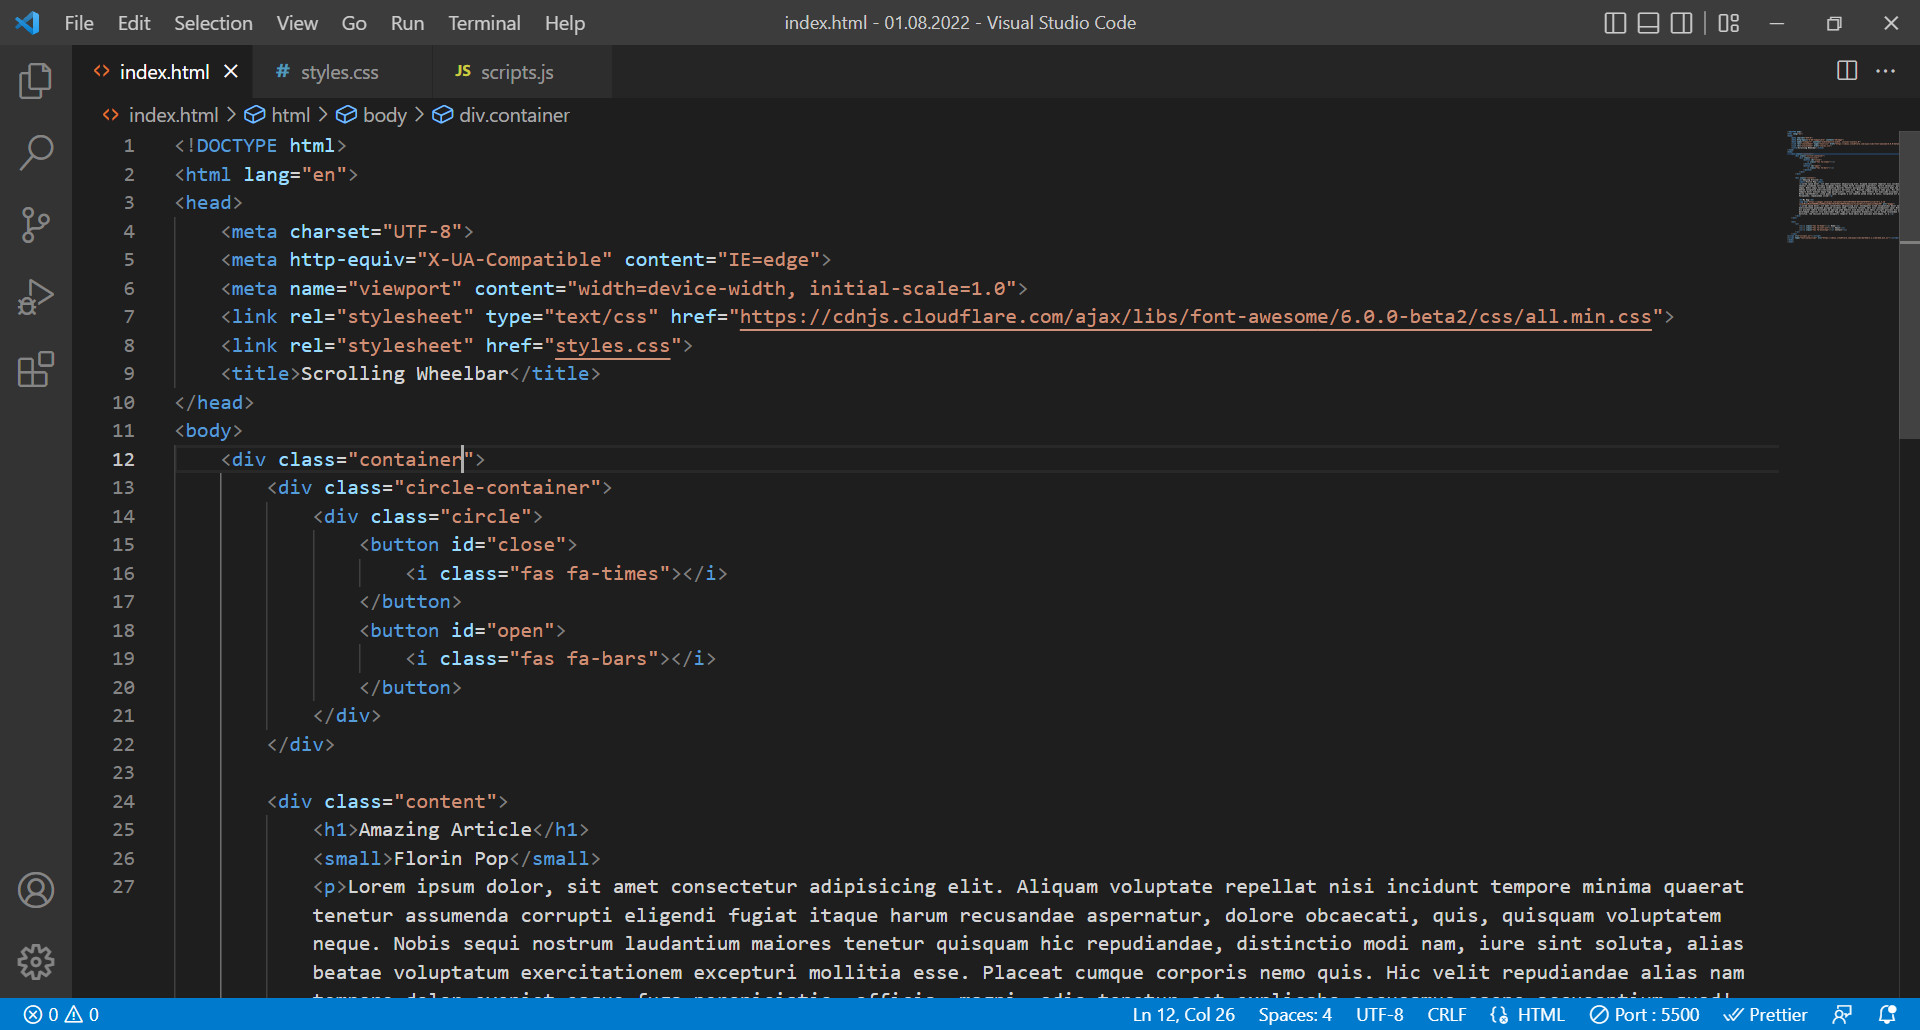 File Edit Selection View Go Run Terminal Help index.html - 01.08.2022 - Visual Studio Code
index.html # styles.css JS scripts.js
index.html > html > body > div.container
1 <!DOCTYPE html>
2 <html lang="en">
3 <head>
4 <meta charset="UTF-8">
5 <meta http-equiv="X-UA-Compatible" content="IE=edge">
6 <meta name="viewport" content="width=device-width, initial-scale=1.0">
7 <link rel="stylesheet" type="text/css" href="https://cdnjs.cloudflare.com/ajax/libs/font-awesome/6.0.0-beta2/css/all.min.css">
8 <link rel="stylesheet" href="styles.css">
9 <title>Scrolling Wheelbar</title>
10 </head>
11 <body>
12 <div class="container">
13 <div class="circle-container">
14 <div class="circle">
15 <button id="close">
16 <i class="fas fa-times"></i>
17 </button>
18 <button id="open">
19 <i class="fas fa-bars"></i>
20 </button>
21 </div>
22 </div>
23
24 <div class="content">
25 <h1>Amazing Article</h1>
26 <small>Florin Pop</small>
27 <p>Lorem ipsum dolor, sit amet consectetur adipisicing elit. Aliquam voluptate repellat nisi incidunt tempore minima quaerat
tenetur assumenda corrupti eligendi fugiat itaque harum recusandae aspernatur, dolore obcaecati, quis, quisquam voluptatem
neque. Nobis sequi nostrum laudantium maiores tenetur quisquam hic repudiandae, distinctio modi nam, iure sint soluta, alias
beatae voluptatum exercitationem excepturi mollitia esse. Placeat cumque corporis nemo quis. Hic velit repudiandae alias nam
0 0 Ln 12, Col 26 Spaces: 4 UTF-8 CRLF HTML Port : 5500 Prettier